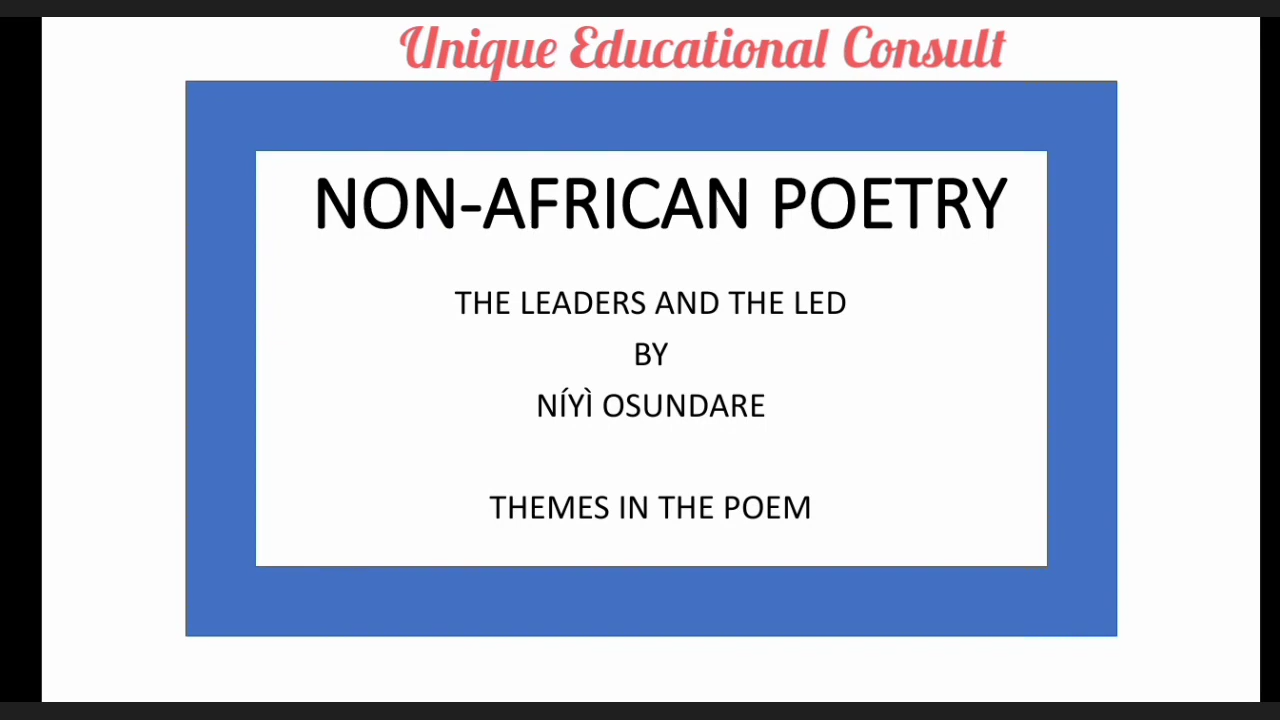 Unique Educational Consult
NON-AFRICAN POETRY
THE LEADERS AND THE LED
BY
NÍYÌ OSUNDARE
THEMES IN THE POEM